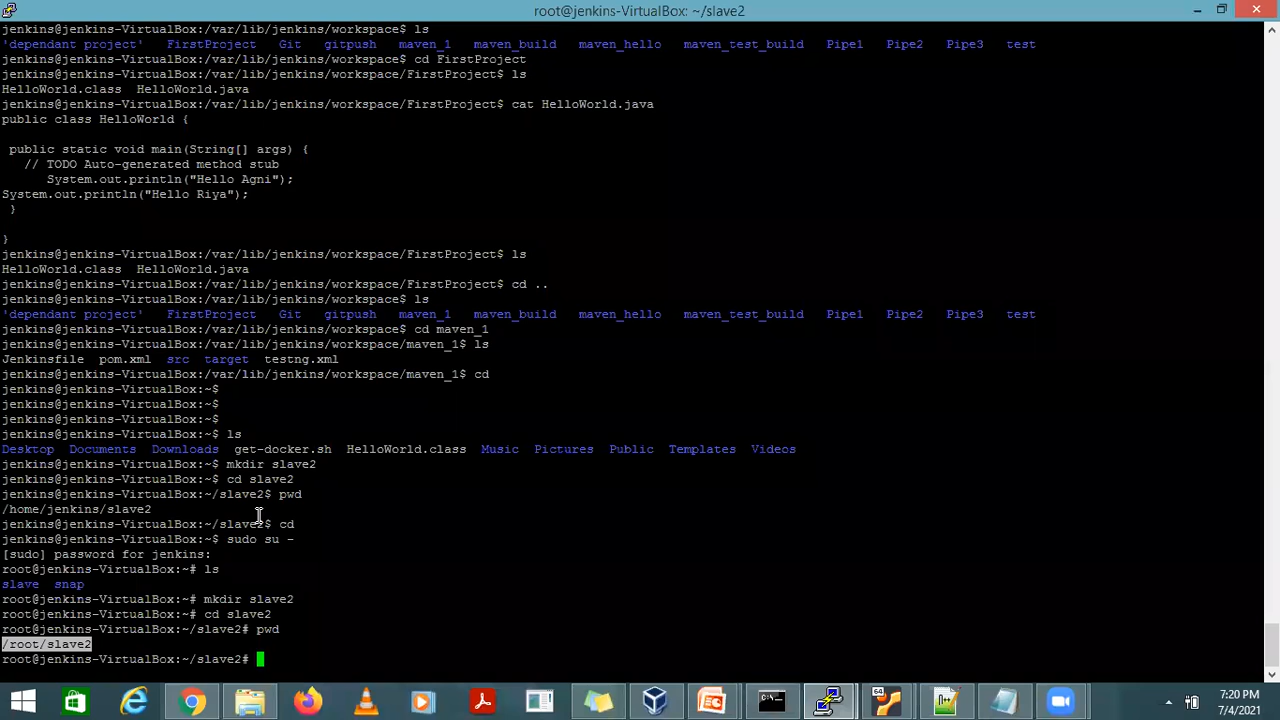 root@jenkins-VirtualBox: ~/slave2
jenkins@jenkins-VirtualBox:/var/lib/jenkins/workspace$ ls
'dependant project' FirstProject Git gitpush maven_1 maven_build maven_hello maven_test_build Pipe1 Pipe2 Pipe3 test
jenkins@jenkins-VirtualBox:/var/lib/jenkins/workspace$ cd FirstProject
jenkins@jenkins-VirtualBox:/var/lib/jenkins/workspace/FirstProject$ ls
HelloWorld.class HelloWorld.java
jenkins@jenkins-VirtualBox:/var/lib/jenkins/workspace/FirstProject$ cat HelloWorld.java
public class HelloWorld {
public static void main(String[] args) {
// TODO Auto-generated method stub
System.out.println("Hello Agni");
System.out.println("Hello Riya");
}
}
jenkins@jenkins-VirtualBox:/var/lib/jenkins/workspace/FirstProject$ ls
HelloWorld.class HelloWorld.java
jenkins@jenkins-VirtualBox:/var/lib/jenkins/workspace/FirstProject$ cd ..
jenkins@jenkins-VirtualBox:/var/lib/jenkins/workspace$ ls
'dependant project' FirstProject Git gitpush maven_1 maven_build maven_hello maven_test_build Pipe1 Pipe2 Pipe3 test
jenkins@jenkins-VirtualBox:/var/lib/jenkins/workspace$ cd maven_1
jenkins@jenkins-VirtualBox:/var/lib/jenkins/workspace/maven_1$ ls
Jenkinsfile pom.xml src target testng.xml
jenkins@jenkins-VirtualBox:/var/lib/jenkins/workspace/maven_1$ cd
jenkins@jenkins-VirtualBox:~$
jenkins@jenkins-VirtualBox:~$
jenkins@jenkins-VirtualBox:~$
jenkins@jenkins-VirtualBox:~$ ls
Desktop Documents Downloads get-docker.sh HelloWorld.class Music Pictures Public Templates Videos
jenkins@jenkins-VirtualBox:~$ mkdir slave2
jenkins@jenkins-VirtualBox:~$ cd slave2
jenkins@jenkins-VirtualBox:~/slave2$ pwd
/home/jenkins/slave2
jenkins@jenkins-VirtualBox:~/slave2$ cd
jenkins@jenkins-VirtualBox:~$ sudo su -
[sudo] password for jenkins:
root@jenkins-VirtualBox:~# ls
slave snap
root@jenkins-VirtualBox:~# mkdir slave2
root@jenkins-VirtualBox:~# cd slave2
root@jenkins-VirtualBox:~/slave2# pwd
/root/slave2
root@jenkins-VirtualBox:~/slave2#
7:20 PM
7/4/2021